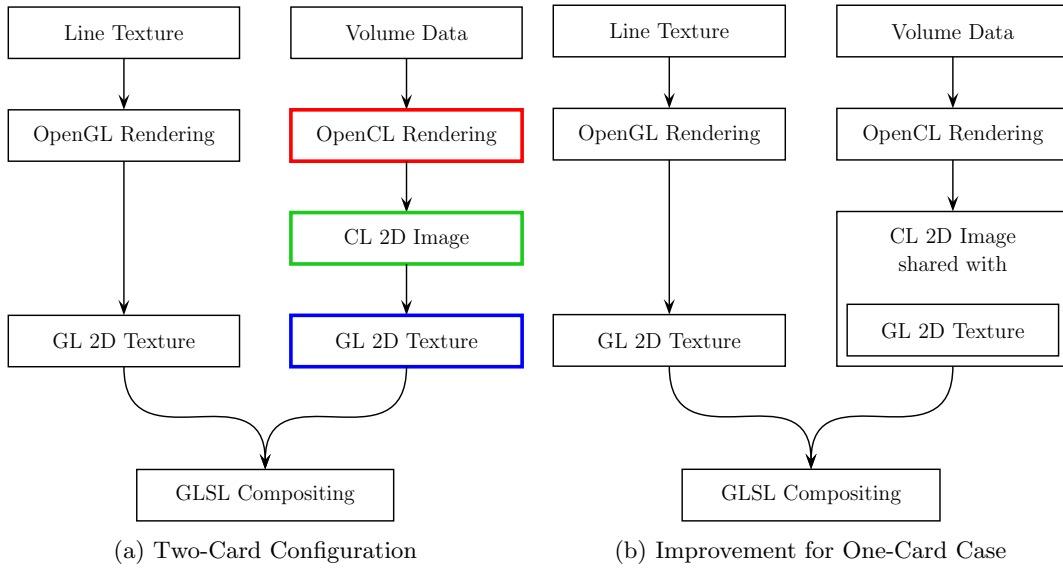 Line Texture
Volume Data
OpenGL Rendering
OpenCL Rendering
CL 2D Image
GL 2D Texture
GL 2D Texture
GLSL Compositing
(a) Two-Card Configuration
Line Texture
Volume Data
OpenGL Rendering
OpenCL Rendering
CL 2D Image
shared with
GL 2D Texture
GL 2D Texture
GLSL Compositing
(b) Improvement for One-Card Case